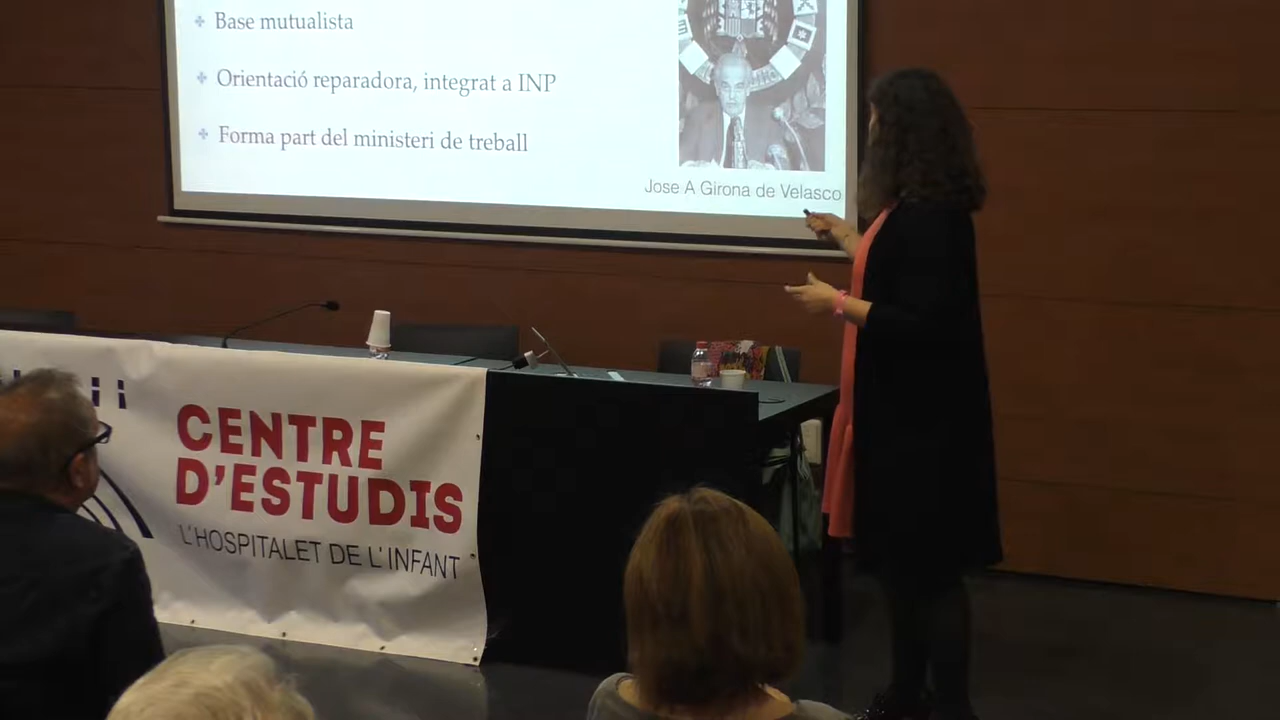 Base mutualista
Orientació reparadora, integrat a INP
Forma part del ministeri de treball
Jose A Girona de Velasco
CENTRE
D'ESTUDIS
L'HOSPITALET DE L'INFANT